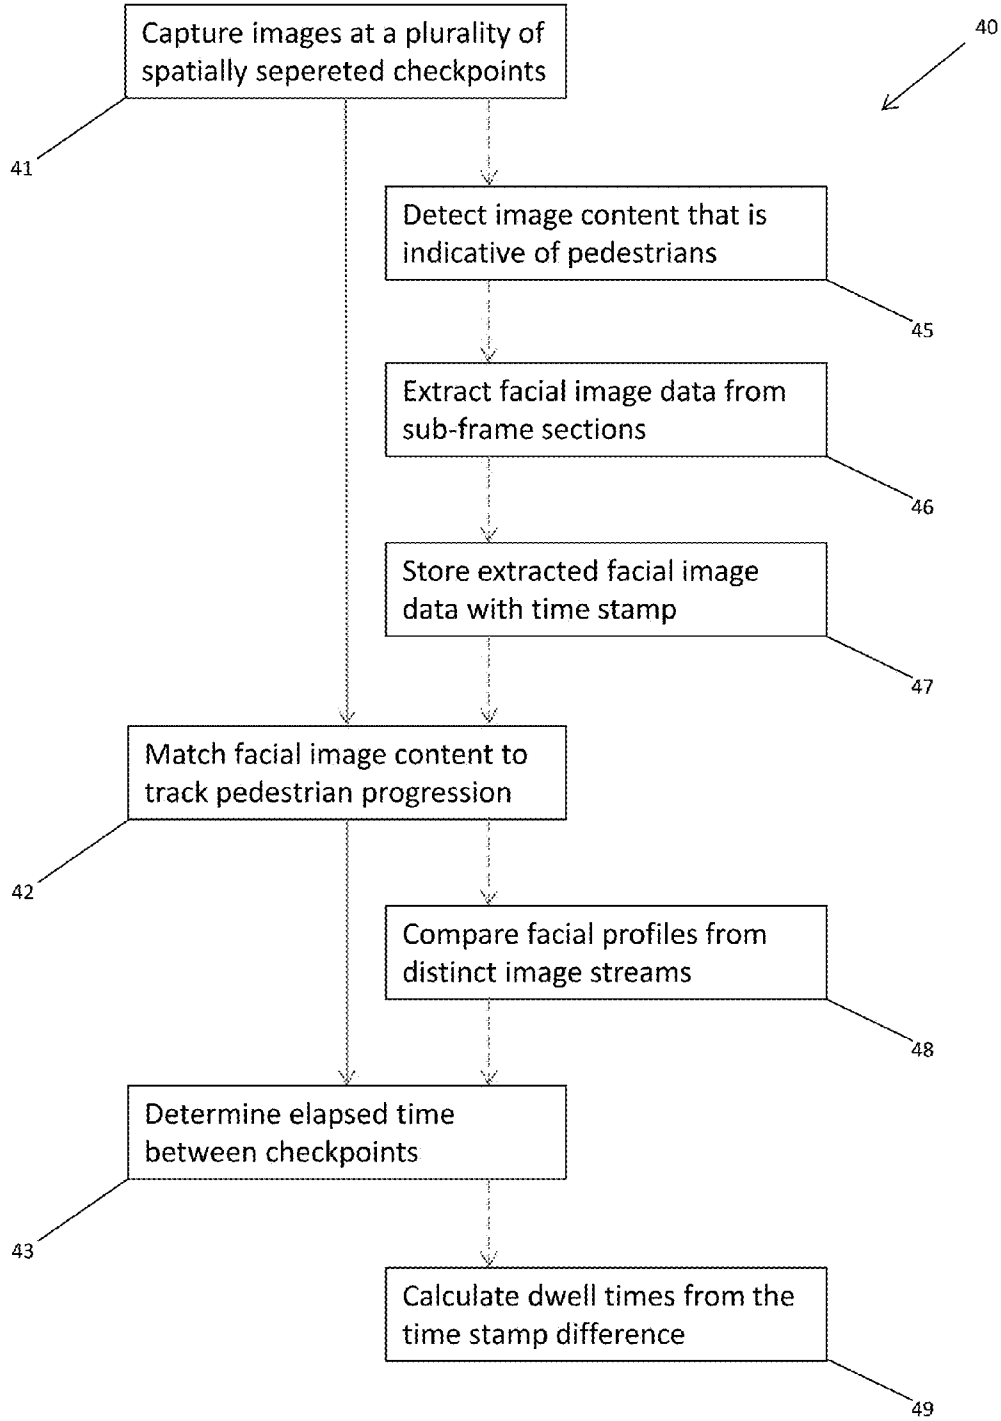 Capture images at a plurality of
spatially sepereted checkpoints
40
41
Detect image content that is
indicative of pedestrians
45
Extract facial image data from
sub-frame sections
46
Store extracted facial image
data with time stamp
47
Match facial image content to
track pedestrian progression
42
Compare facial profiles from
distinct image streams
48
Determine elapsed time
between checkpoints
43
Calculate dwell times from the
time stamp difference
49